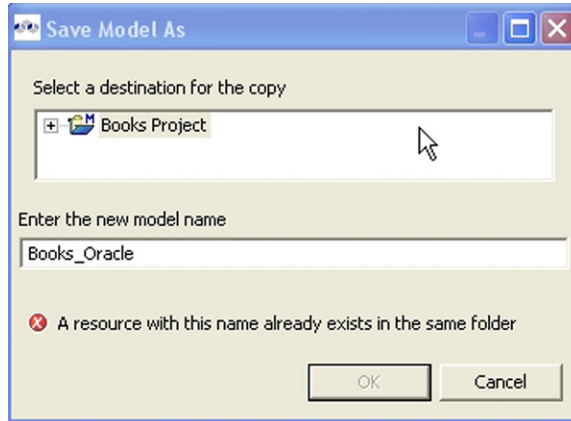 Save Model As
Select a destination for the copy
Books Project
Enter the new model name
Books_Oracle
A resource with this name already exists in the same folder
OK
Cancel